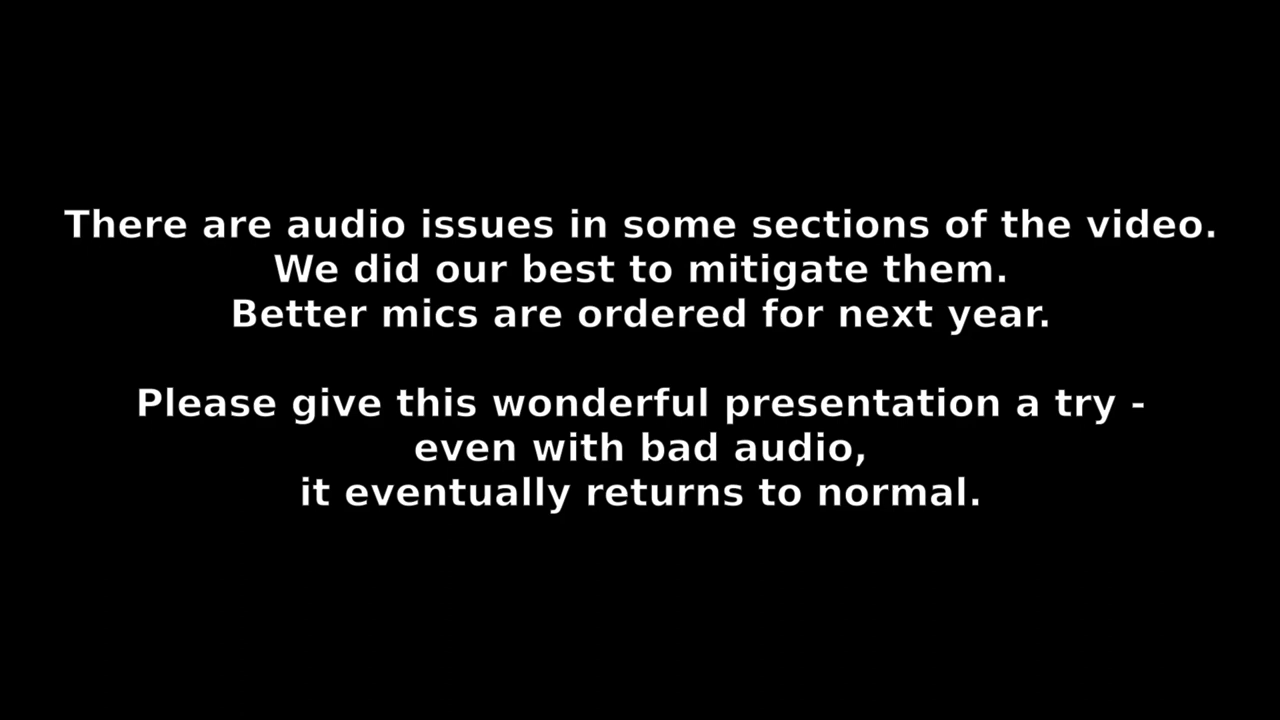 There are audio issues in some sections of the video.
We did our best to mitigate them.
Better mics are ordered for next year.
Please give this wonderful presentation a try -
even with bad audio,
it eventually returns to normal.